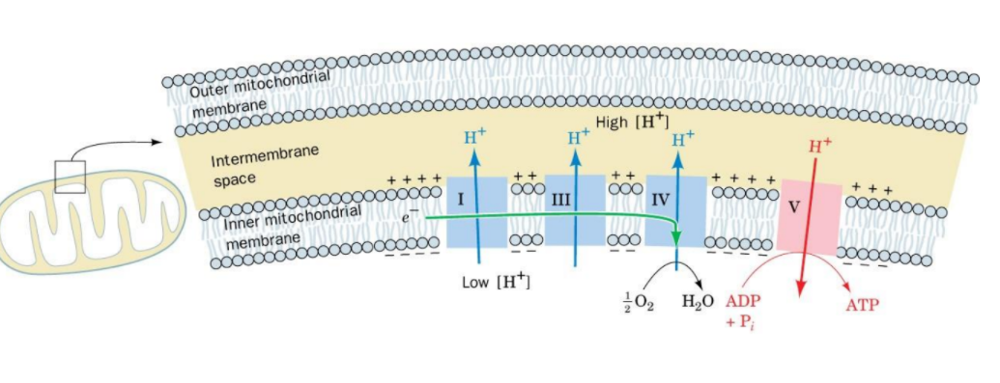 Outer mitochondrial
membrane
High [H⁺]
H⁺
H⁺
H⁺
H⁺
Intermembrane
space
+ + + +
+ +
+ +
+ + + +
+ + +
I
III
IV
V
Inner mitochondrial
membrane
e⁻
– – – –
– –
– –
– – – –
– – – –
Low [H⁺]
½O₂
H₂O
ADP
+ Pᵢ
ATP